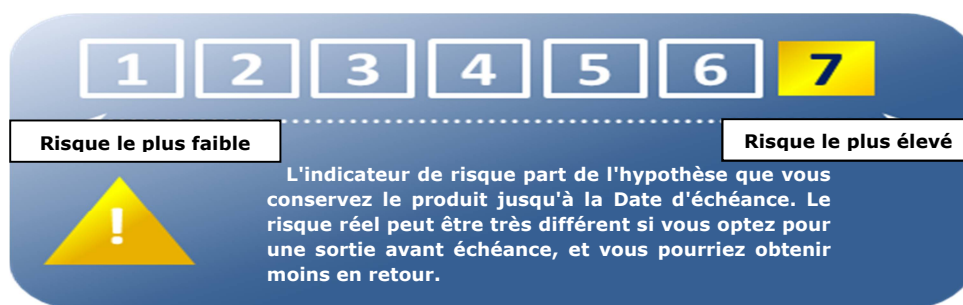 1 2 3 4 5 6 7
Risque le plus faible
Risque le plus élevé
!
L'indicateur de risque part de l'hypothèse que vous
conservez le produit jusqu'à la Date d'échéance. Le
risque réel peut être très différent si vous optez pour
une sortie avant échéance, et vous pourriez obtenir
moins en retour.